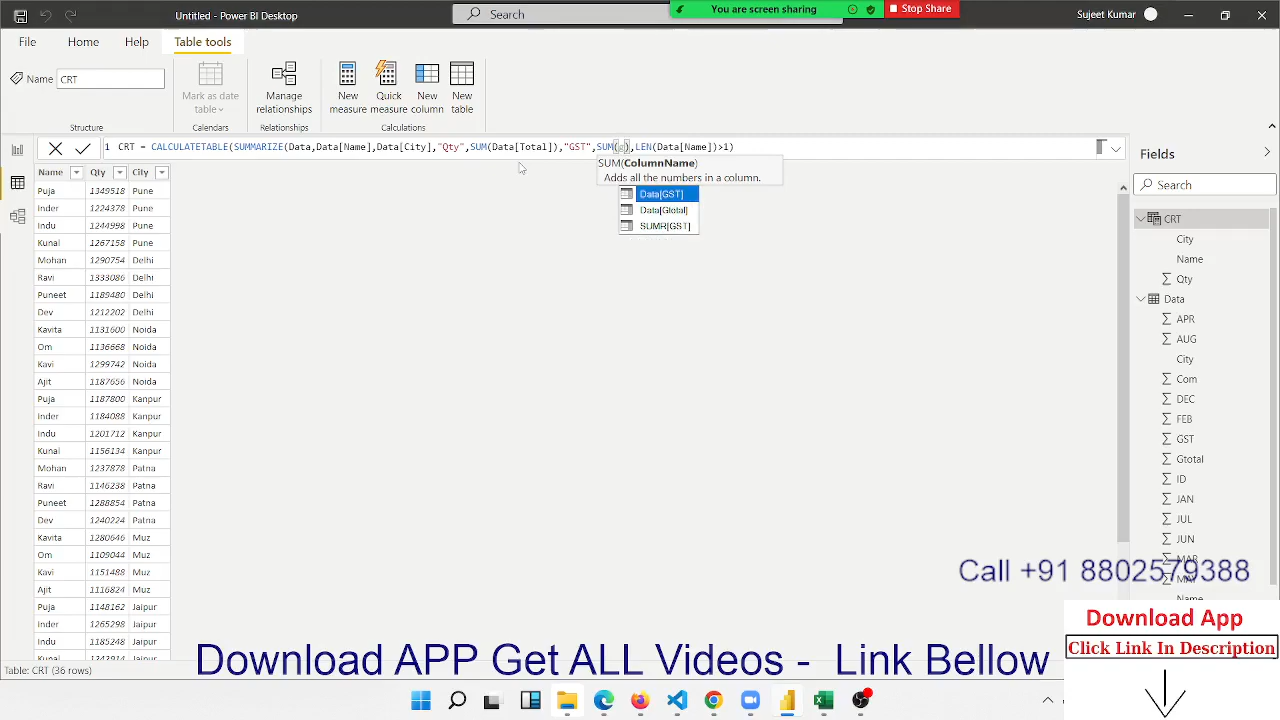 Untitled - Power BI Desktop
Search
You are screen sharing
Stop Share
Sujeet Kumar
File
Home
Help
Table tools
Name
CRT
Mark as date
table
Manage
relationships
New
measure
Quick
measure
New
column
New
table
Structure
Calendars
Relationships
Calculations
1 CRT = CALCULATETABLE(SUMMARIZE(Data,Data[Name],Data[City],"Qty",SUM(Data[Total]),"GST",SUM(g),LEN(Data[Name])>1)
SUM(ColumnName)
Adds all the numbers in a column.
Data[GST]
Data[Gtotal]
SUMR[GST]
Name Qty City
Puja 1349518 Pune
Inder 1224378 Pune
Indu 1244998 Pune
Kunal 1267158 Pune
Mohan 1290754 Delhi
Ravi 1333086 Delhi
Puneet 1189480 Delhi
Dev 1212202 Delhi
Kavita 1131600 Noida
Om 1136668 Noida
Kavi 1299742 Noida
Ajit 1187656 Noida
Puja 1187800 Kanpur
Inder 1184088 Kanpur
Indu 1201712 Kanpur
Kunal 1156134 Kanpur
Mohan 1237878 Patna
Ravi 1146238 Patna
Puneet 1288854 Patna
Dev 1240224 Patna
Kavita 1280646 Muz
Om 1109044 Muz
Kavi 1151488 Muz
Ajit 1116824 Muz
Puja 1148162 Jaipur
Inder 1265298 Jaipur
Indu 1185248 Jaipur
Kunal Jaipur
Table: CRT (36 rows)
Fields
Search
CRT
City
Name
Qty
Data
APR
AUG
City
Com
DEC
FEB
GST
Gtotal
ID
JAN
JUL
JUN
MAR
Name
Call +91 8802579388
Download App
Click Link In Description
Download APP Get ALL Videos - Link Bellow